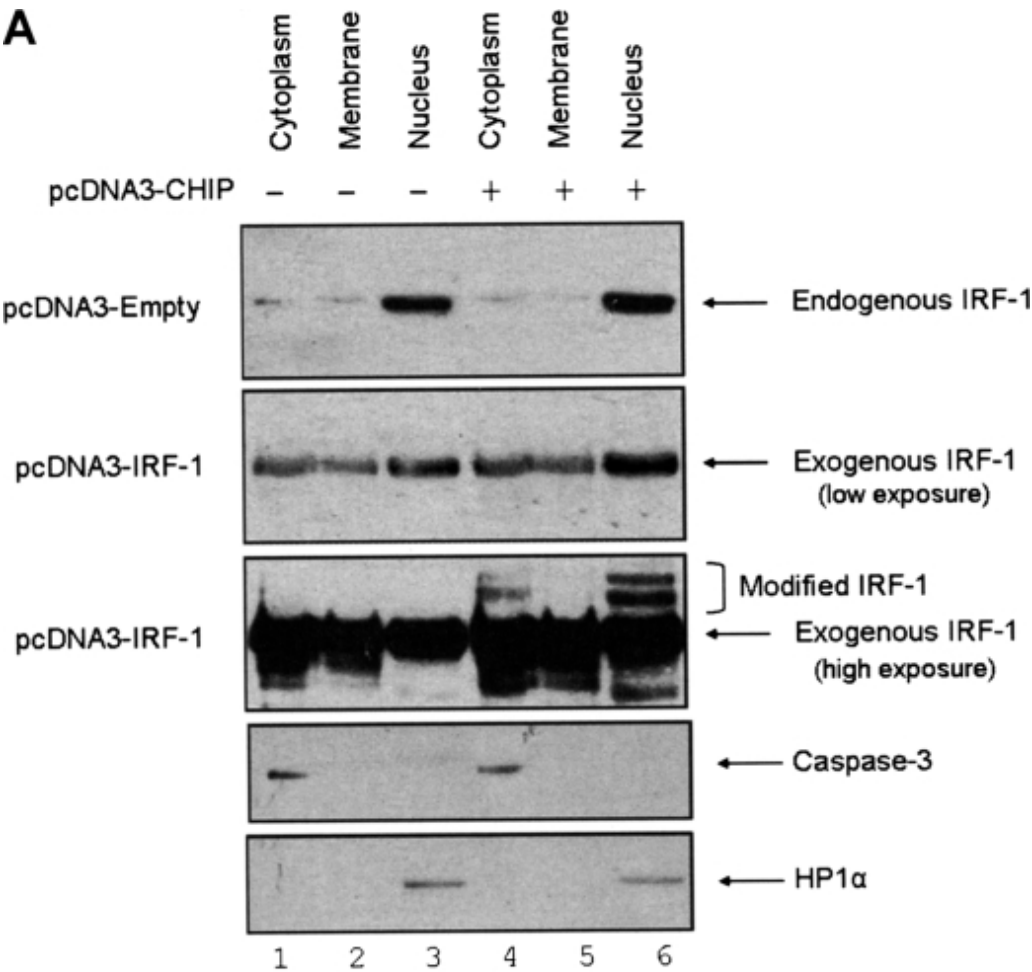 A
Cytoplasm Membrane Nucleus Cytoplasm Membrane Nucleus
pcDNA3-CHIP - - - + + +
pcDNA3-Empty Endogenous IRF-1
pcDNA3-IRF-1 Exogenous IRF-1
(low exposure)
Modified IRF-1
pcDNA3-IRF-1 Exogenous IRF-1
(high exposure)
Caspase-3
HP1α
1 2 3 4 5 6